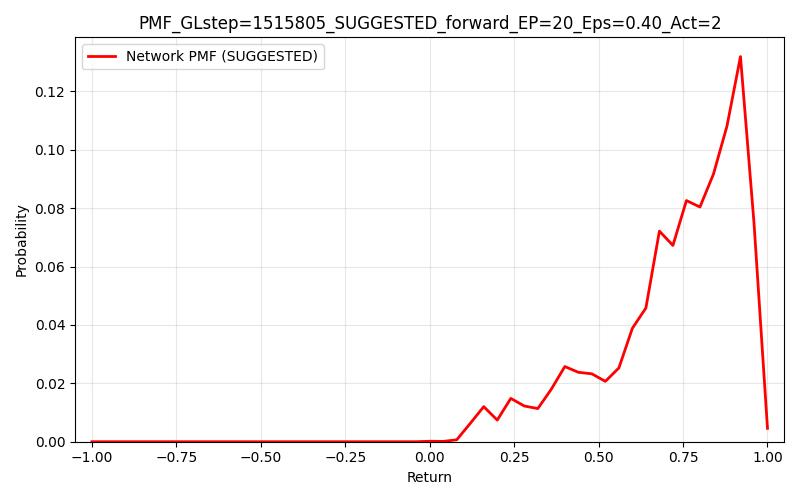 PMF_GLstep=1515805_SUGGESTED_forward_EP=20_Eps=0.40_Act=2
Network PMF (SUGGESTED)
Probability
0.12
0.10
0.08
0.06
0.04
0.02
0.00
−1.00 −0.75 −0.50 −0.25 0.00 0.25 0.50 0.75 1.00
Return